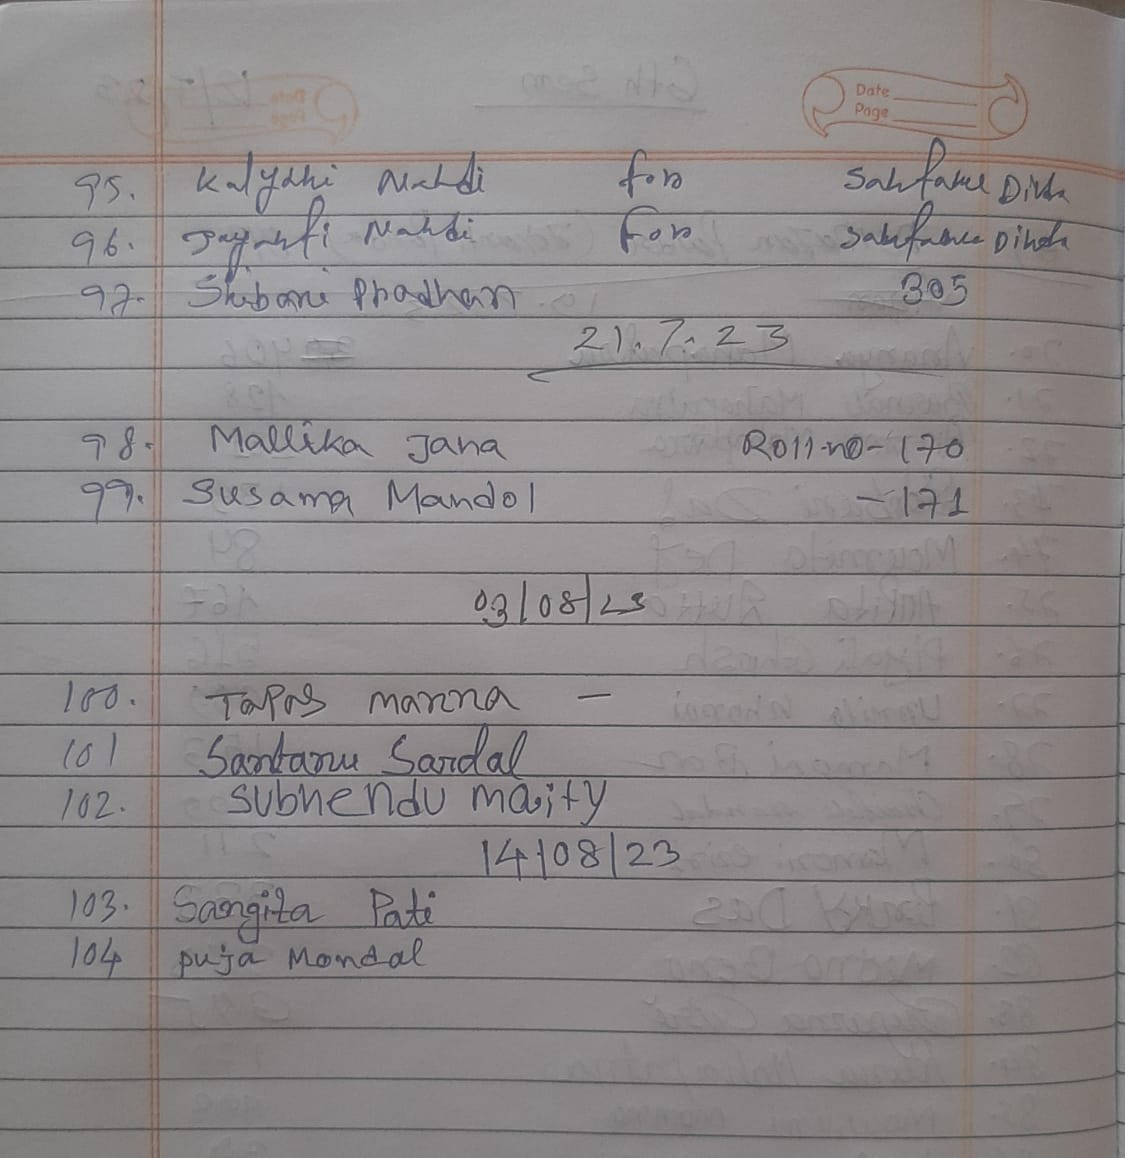 Date
Page
95. Kalyani Nandi for Dinda
96. Jayanti Nandi For Dinda
97. Shibani Pradhan 305
21.7.23
98. Mallika Jana Roll-no- 170
99. Susama Mandol - 171
03/08/23
100. Tapas manna -
101 Santanu Sardal
102. Subhendu maity
14/08/23
103. Sangita Pati
104 puja Mondal